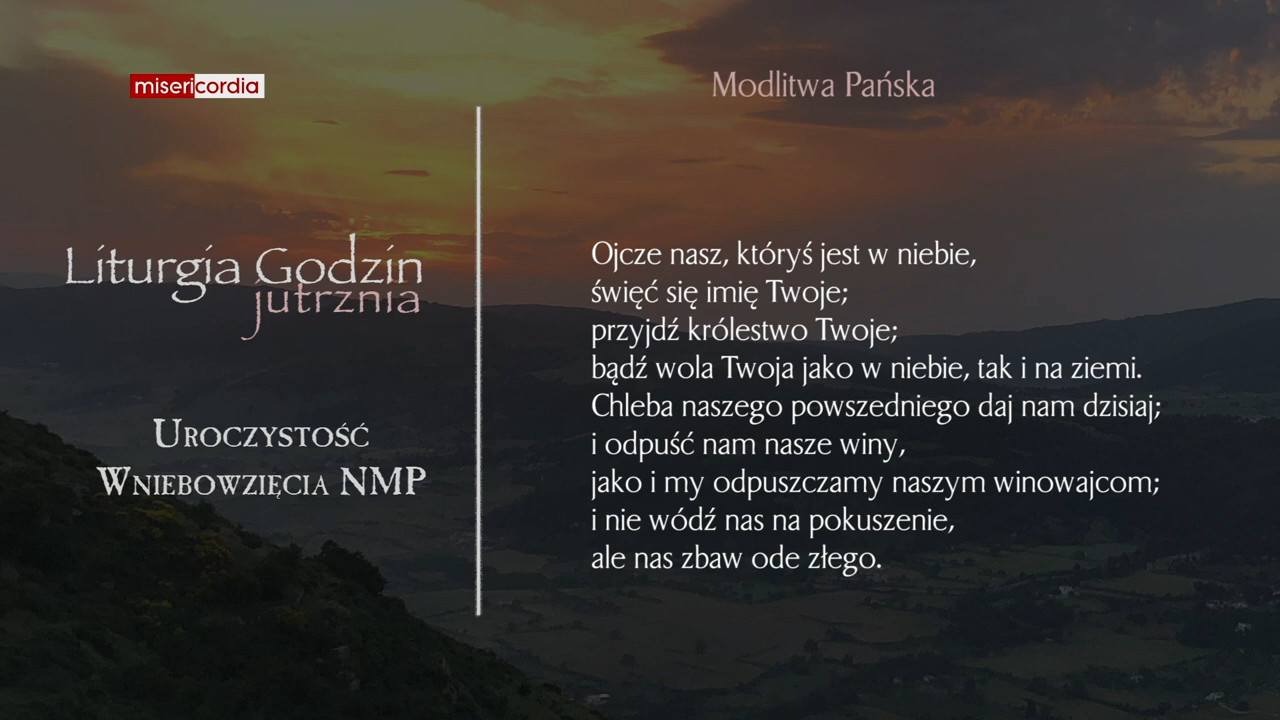 misericordia
Liturgia Godzin
jutrznia
Uroczystość
Wniebowzięcia NMP
Modlitwa Pańska
Ojcze nasz, któryś jest w niebie,
święć się imię Twoje;
przyjdź królestwo Twoje;
bądź wola Twoja jako w niebie, tak i na ziemi.
Chleba naszego powszedniego daj nam dzisiaj;
i odpuść nam nasze winy,
jako i my odpuszczamy naszym winowajcom;
i nie wódź nas na pokuszenie,
ale nas zbaw ode złego.